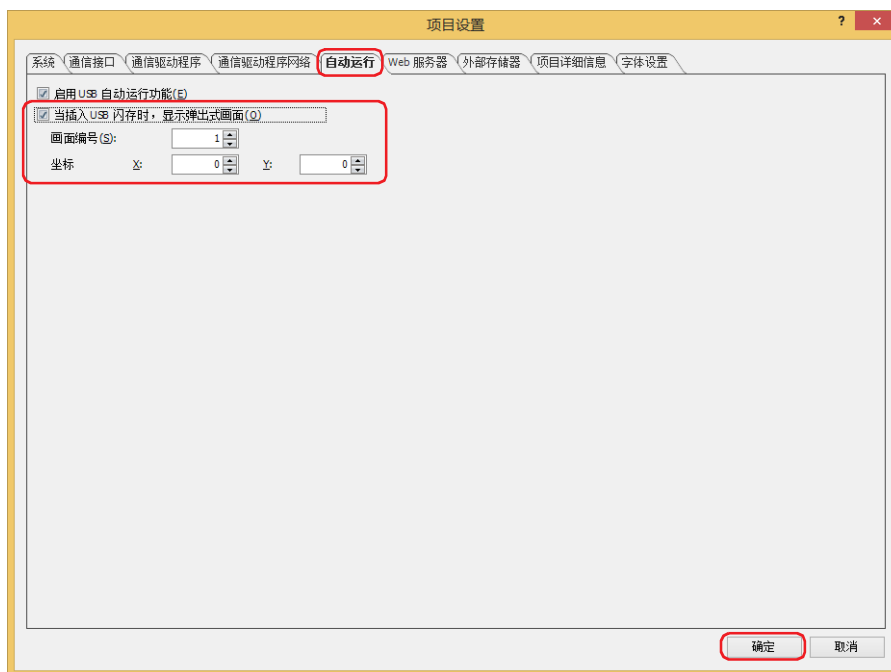 项目设置
?
系统 通信接口 通信驱动程序 通信驱动程序网络 自动运行 Web 服务器 外部存储器 项目详细信息 字体设置
启用 USB 自动运行功能(E)
当插入 USB 闪存时，显示弹出式画面(O)
画面编号(S): 1
坐标 X: 0 Y: 0
确定 取消